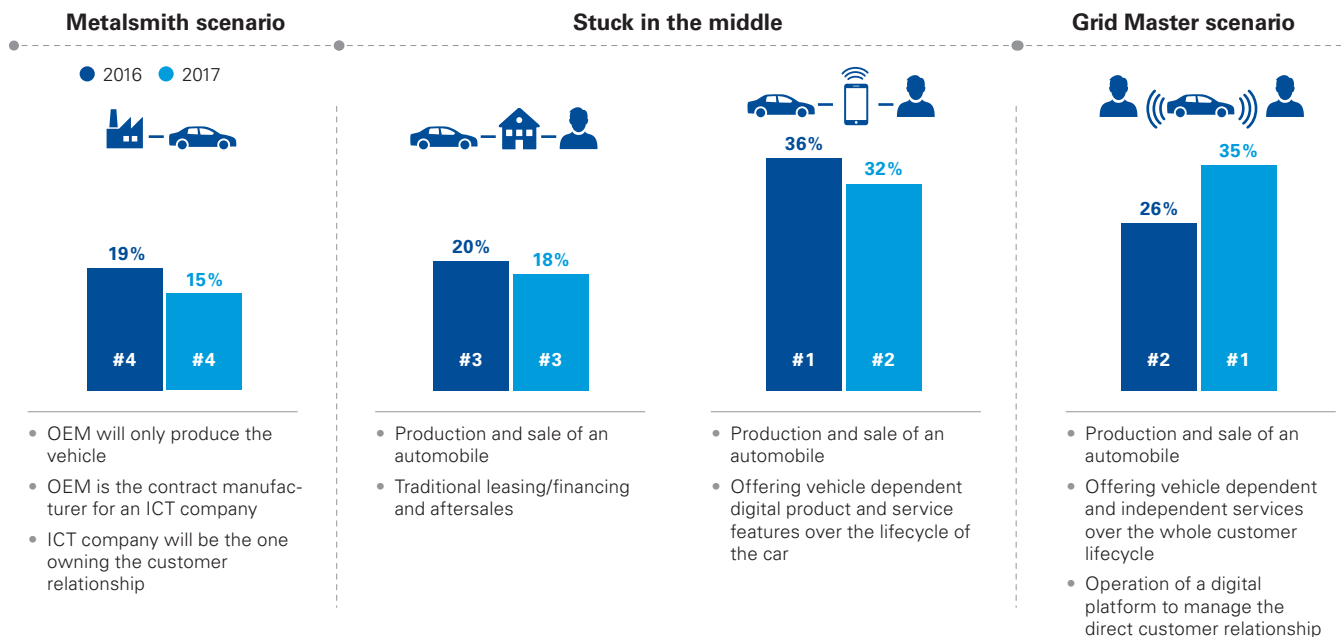 Metalsmith scenario
Stuck in the middle
Grid Master scenario
2016
2017
19%
15%
#4
#4
20%
18%
#3
#3
36%
32%
#1
#2
26%
35%
#2
#1
• OEM will only produce the
vehicle
• OEM is the contract manufac-
turer for an ICT company
• ICT company will be the one
owning the customer
relationship
• Production and sale of an
automobile
• Traditional leasing/financing
and aftersales
• Production and sale of an
automobile
• Offering vehicle dependent
digital product and service
features over the lifecycle of
the car
• Production and sale of an
automobile
• Offering vehicle dependent
and independent services
over the whole customer
lifecycle
• Operation of a digital
platform to manage the
direct customer relationship